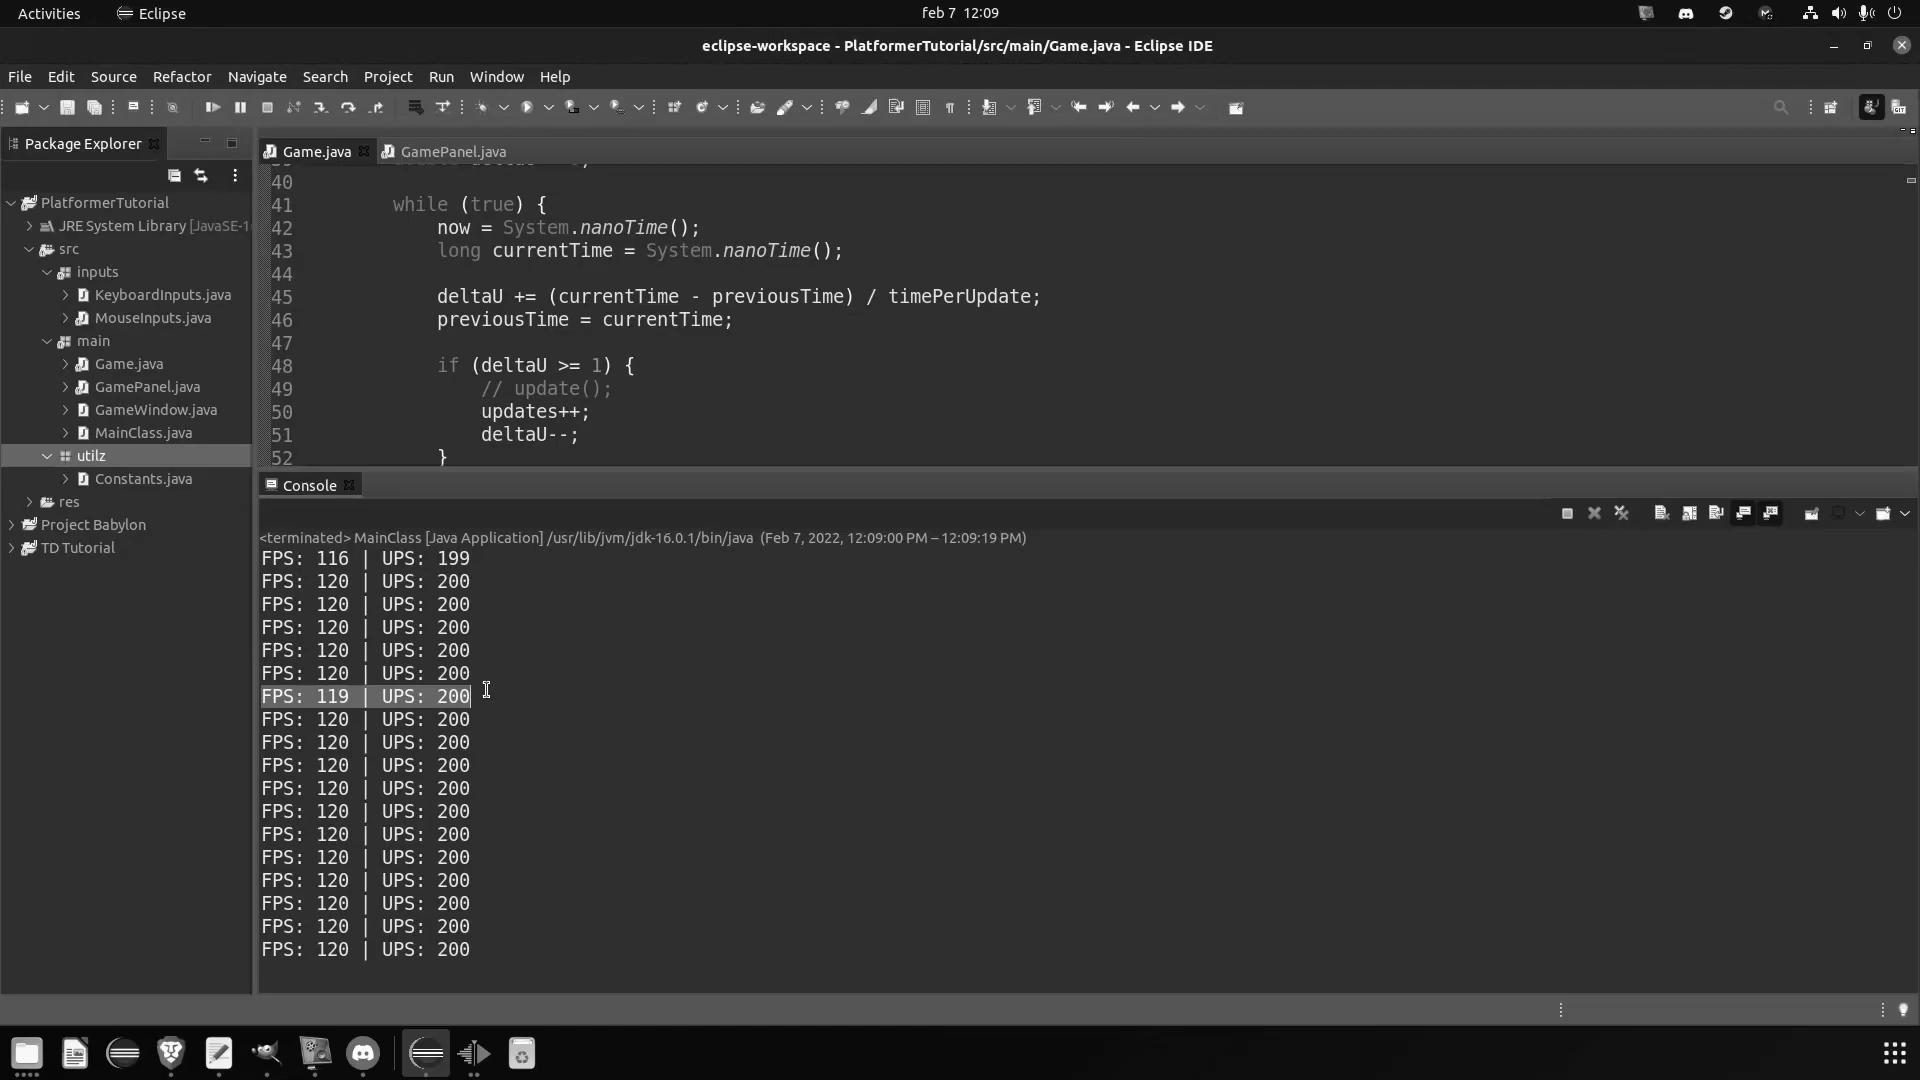 Activities Eclipse feb 7 12:09
eclipse-workspace - PlatformerTutorial/src/main/Game.java - Eclipse IDE
File Edit Source Refactor Navigate Search Project Run Window Help
Package Explorer
PlatformerTutorial
JRE System Library [JavaSE-1
src
inputs
KeyboardInputs.java
MouseInputs.java
main
Game.java
GamePanel.java
GameWindow.java
MainClass.java
utilz
Constants.java
res
Project Babylon
TD Tutorial
Game.java GamePanel.java
40
41 while (true) {
42 now = System.nanoTime();
43 long currentTime = System.nanoTime();
44
45 deltaU += (currentTime - previousTime) / timePerUpdate;
46 previousTime = currentTime;
47
48 if (deltaU >= 1) {
49 // update();
50 updates++;
51 deltaU--;
52 }
Console
<terminated> MainClass [Java Application] /usr/lib/jvm/jdk-16.0.1/bin/java (Feb 7, 2022, 12:09:00 PM – 12:09:19 PM)
FPS: 116 | UPS: 199
FPS: 120 | UPS: 200
FPS: 120 | UPS: 200
FPS: 120 | UPS: 200
FPS: 120 | UPS: 200
FPS: 120 | UPS: 200
FPS: 119 | UPS: 200
FPS: 120 | UPS: 200
FPS: 120 | UPS: 200
FPS: 120 | UPS: 200
FPS: 120 | UPS: 200
FPS: 120 | UPS: 200
FPS: 120 | UPS: 200
FPS: 120 | UPS: 200
FPS: 120 | UPS: 200
FPS: 120 | UPS: 200
FPS: 120 | UPS: 200
FPS: 120 | UPS: 200